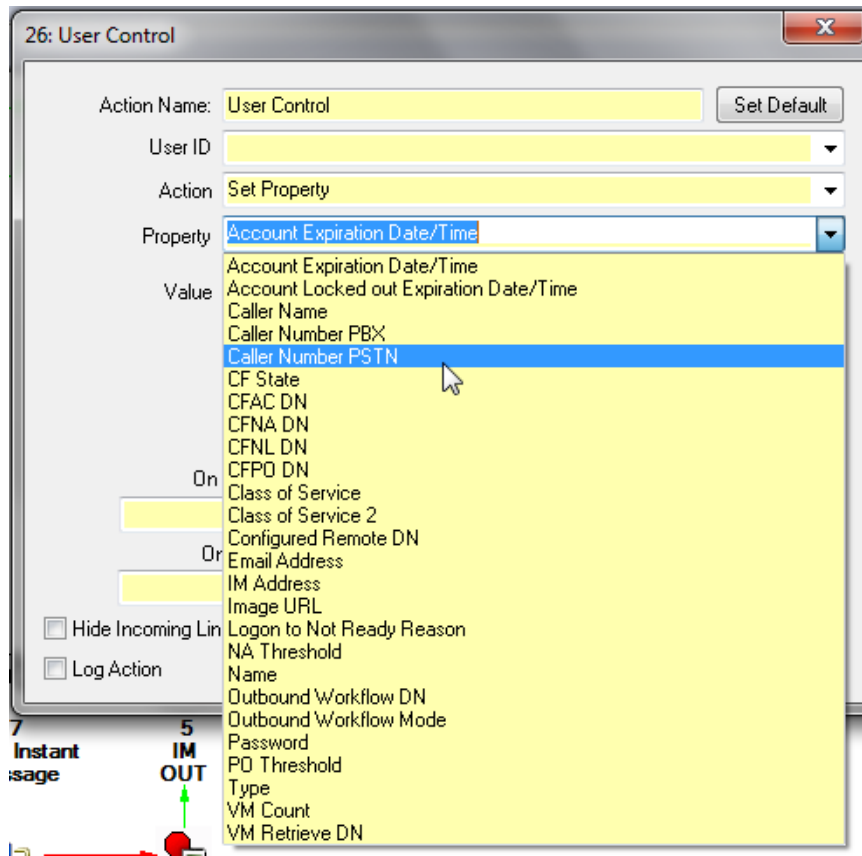 26: User Control
x
Action Name: User Control Set Default
User ID
Action Set Property
Property Account Expiration Date/Time
Account Expiration Date/Time
Value Account Locked out Expiration Date/Time
Caller Name
Caller Number PBX
Caller Number PSTN
CF State
CFAC DN
CFNA DN
CFNL DN
CFPO DN
On
Class of Service
Class of Service 2
Configured Remote DN
Or
Email Address
IM Address
Image URL
Hide Incoming Lin Logon to Not Ready Reason
NA Threshold
Log Action Name
Outbound Workflow DN
Outbound Workflow Mode
Password
PO Threshold
Type
VM Count
VM Retrieve DN
7
Instant
ssage
5
IM
OUT